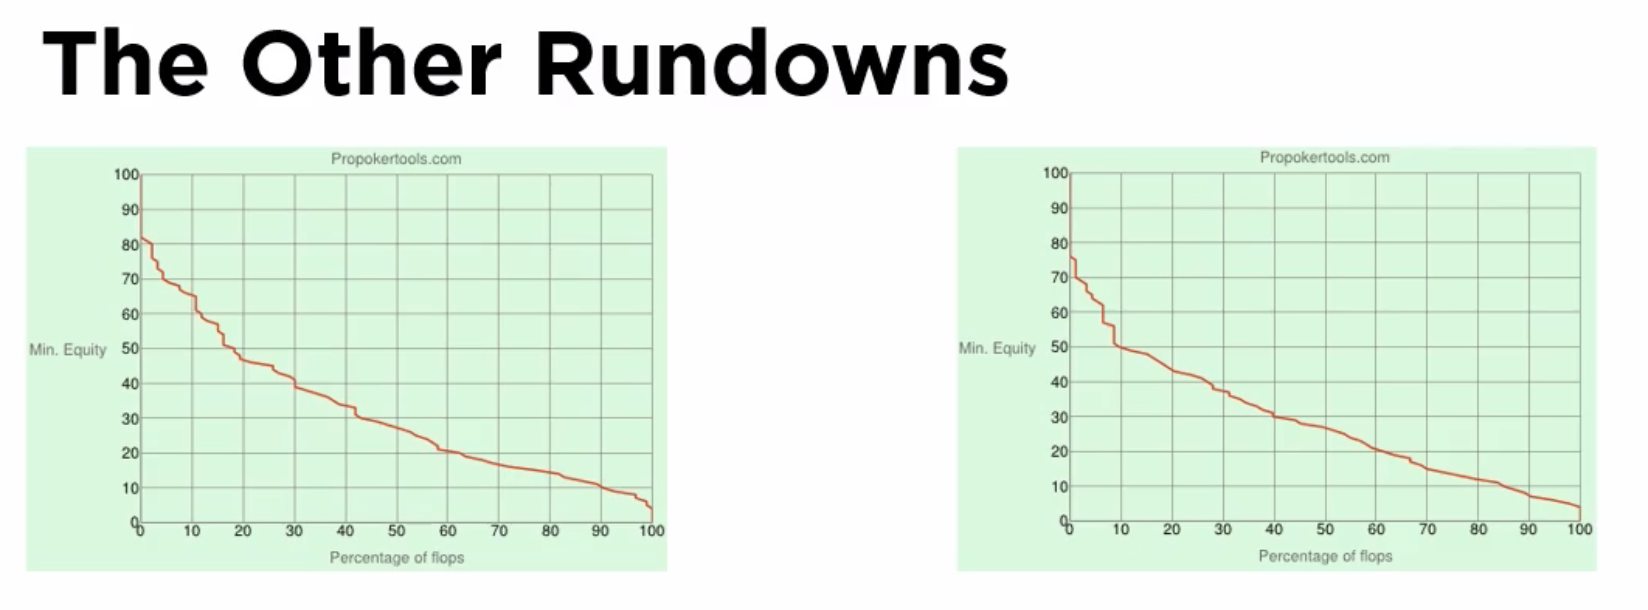 The Other Rundowns
Propokertools.com
100
90
80
70
60
Min. Equity 50
40
30
20
10
0
0 10 20 30 40 50 60 70 80 90 100
Percentage of flops
Propokertools.com
100
90
80
70
60
Min. Equity 50
40
30
20
10
0
0 10 20 30 40 50 60 70 80 90 100
Percentage of flops